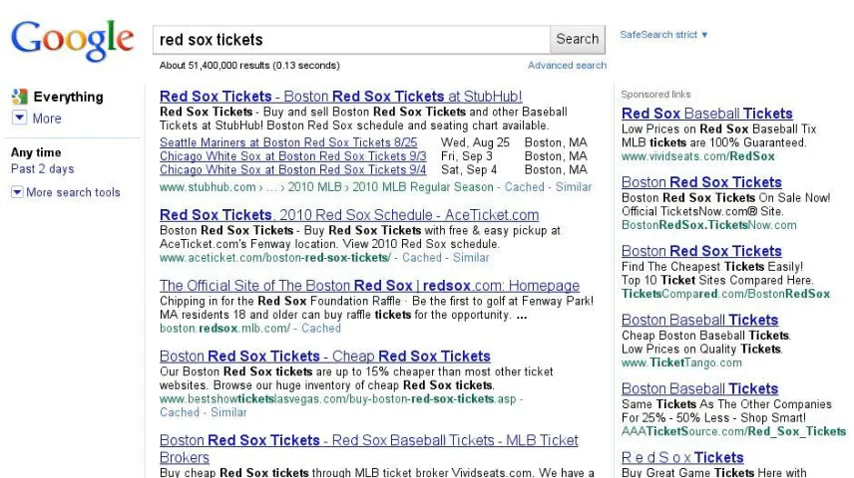 Google
red sox tickets
Search
SafeSearch strict ▼
About 51,400,000 results (0.13 seconds)
Advanced search
Everything
More
Any time
Past 2 days
More search tools
Red Sox Tickets - Boston Red Sox Tickets at StubHub!
Red Sox Tickets - Buy and sell Boston Red Sox Tickets and other Baseball
Tickets at StubHub! Boston Red Sox schedule and seating chart available.
Seattle Mariners at Boston Red Sox Tickets 8/25 Wed, Aug 25 Boston, MA
Chicago White Sox at Boston Red Sox Tickets 9/3 Fri, Sep 3 Boston, MA
Chicago White Sox at Boston Red Sox Tickets 9/4 Sat, Sep 4 Boston, MA
www.stubhub.com › ... › 2010 MLB › 2010 MLB Regular Season - Cached - Similar
Red Sox Tickets, 2010 Red Sox Schedule - AceTicket.com
Boston Red Sox Tickets - Buy Red Sox Tickets with free & easy pickup at
AceTicket.com's Fenway location. View 2010 Red Sox schedule.
www.aceticket.com/boston-red-sox-tickets/ - Cached - Similar
The Official Site of The Boston Red Sox | redsox.com: Homepage
Chipping in for the Red Sox Foundation Raffle · Be the first to golf at Fenway Park!
MA residents 18 and older can buy raffle tickets for the opportunity. ...
boston.redsox.mlb.com/ - Cached
Boston Red Sox Tickets - Cheap Red Sox Tickets
Our Boston Red Sox tickets are up to 15% cheaper than most other ticket
websites. Browse our huge inventory of cheap Red Sox tickets.
www.bestshowticketslasvegas.com/buy-boston-red-sox-tickets.asp -
Cached - Similar
Boston Red Sox Tickets - Red Sox Baseball Tickets - MLB Ticket
Brokers
Buy cheap Red Sox tickets through MLB ticket broker Vividseats.com. We have a
Sponsored links
Red Sox Baseball Tickets
Low Prices on Red Sox Baseball Tix
MLB tickets are 100% Guaranteed.
www.vividseats.com/RedSox
Boston Red Sox Tickets
Boston Red Sox Tickets On Sale Now!
Official TicketsNow.com® Site.
BostonRedSox.TicketsNow.com
Boston Red Sox Tickets
Find The Cheapest Tickets Easily!
Top 10 Ticket Sites Compared Here.
TicketsCompared.com/BostonRedSox
Boston Baseball Tickets
Cheap Boston Baseball Tickets.
Low Prices on Quality Tickets.
www.TicketTango.com
Boston Baseball Tickets
Same Tickets As The Other Companies
For 25% - 50% Less - Shop Smart!
AAATicketSource.com/Red_Sox_Tickets
R e d S o x Tickets
Buy Great Game Tickets Here with